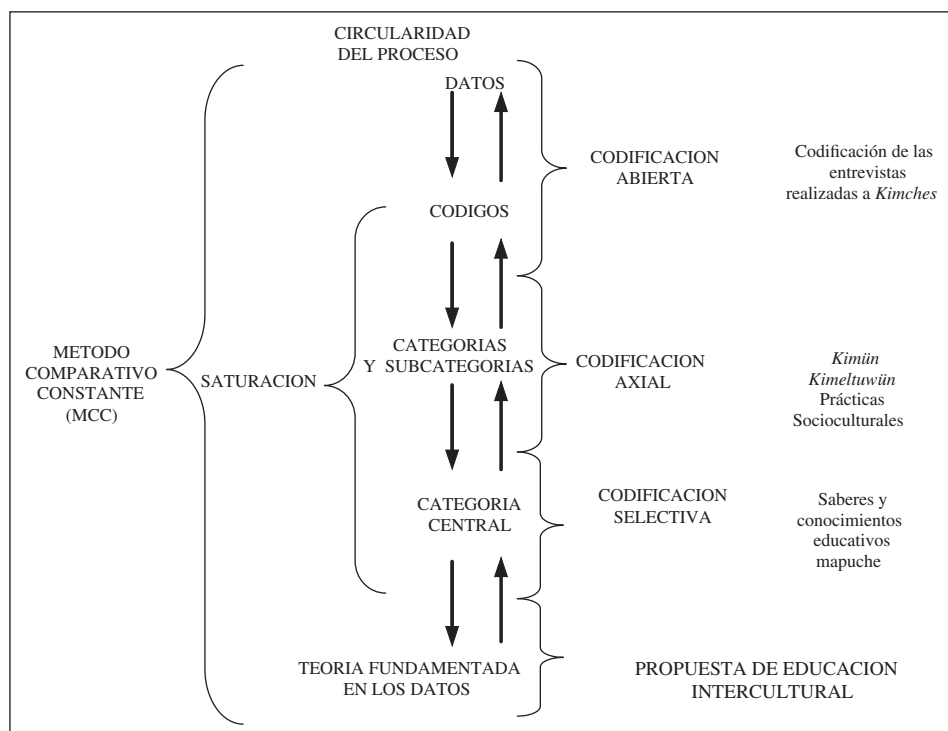 CIRCULARIDAD
DEL PROCESO
DATOS
CODIFICACION
ABIERTA
Codificación de las
entrevistas
realizadas a Kimches
CODIGOS
METODO
COMPARATIVO
CONSTANTE
(MCC)
SATURACION
CATEGORIAS
Y SUBCATEGORIAS
CODIFICACION
AXIAL
Kimün
Kimeltuwün
Prácticas
Socioculturales
CATEGORIA
CENTRAL
CODIFICACION
SELECTIVA
Saberes y
conocimientos
educativos
mapuche
TEORIA FUNDAMENTADA
EN LOS DATOS
PROPUESTA DE EDUCACION
INTERCULTURAL